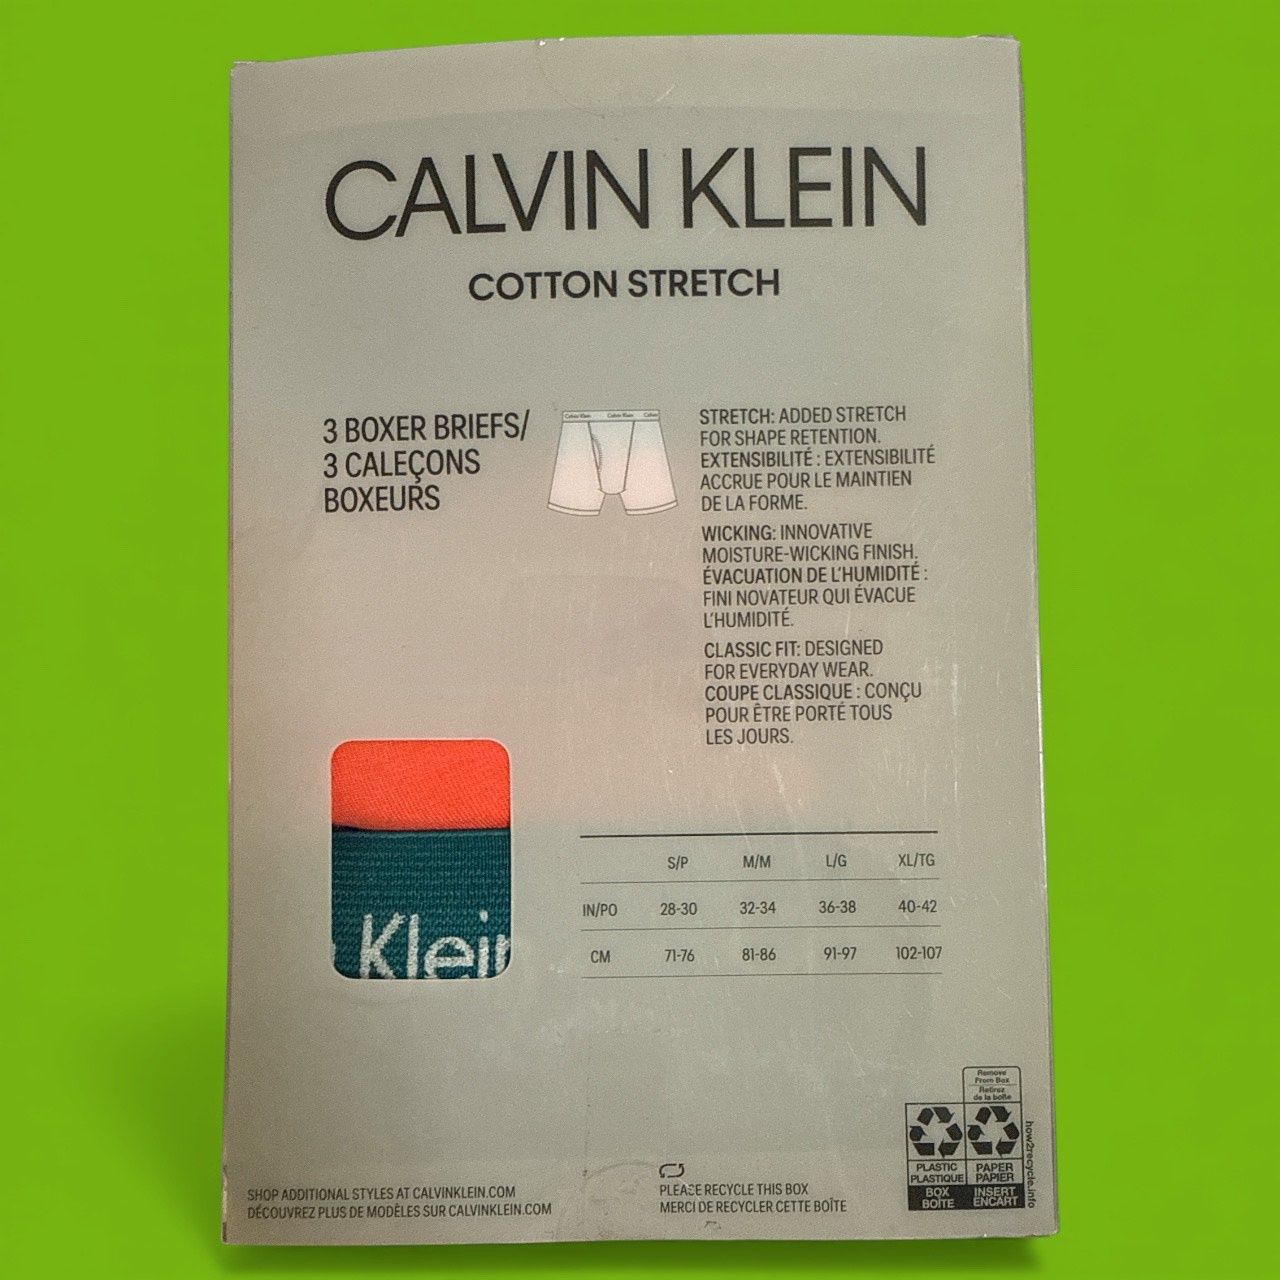 CALVIN KLEIN
COTTON STRETCH
3 BOXER BRIEFS/
3 CALEÇONS
BOXEURS
Calvin Klein Calvin Klein Calvin
STRETCH: ADDED STRETCH
FOR SHAPE RETENTION.
EXTENSIBILITÉ : EXTENSIBILITÉ
ACCRUE POUR LE MAINTIEN
DE LA FORME.
WICKING: INNOVATIVE
MOISTURE-WICKING FINISH.
ÉVACUATION DE L'HUMIDITÉ :
FINI NOVATEUR QUI ÉVACUE
L'HUMIDITÉ.
CLASSIC FIT: DESIGNED
FOR EVERYDAY WEAR.
COUPE CLASSIQUE : CONÇU
POUR ÊTRE PORTÉ TOUS
LES JOURS.
Klein
S/P M/M L/G XL/TG
IN/PO 28-30 32-34 36-38 40-42
CM 71-76 81-86 91-97 102-107
SHOP ADDITIONAL STYLES AT CALVINKLEIN.COM
DÉCOUVREZ PLUS DE MODÈLES SUR CALVINKLEIN.COM
PLEASE RECYCLE THIS BOX
MERCI DE RECYCLER CETTE BOÎTE
Remove
From Box
Retirez
de la boîte
PLASTIC
PLASTIQUE
BOX
BOÎTE
PAPER
PAPIER
INSERT
ENCART
how2recycle.info